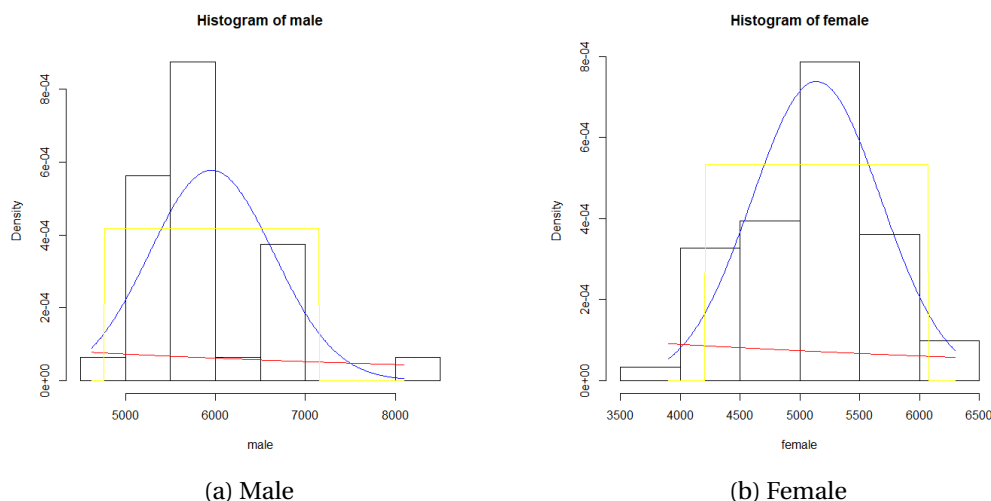 Histogram of male
Density
8e-04
6e-04
4e-04
2e-04
0e+00
5000 6000 7000 8000
male
(a) Male
Histogram of female
Density
8e-04
6e-04
4e-04
2e-04
0e+00
3500 4000 4500 5000 5500 6000 6500
female
(b) Female